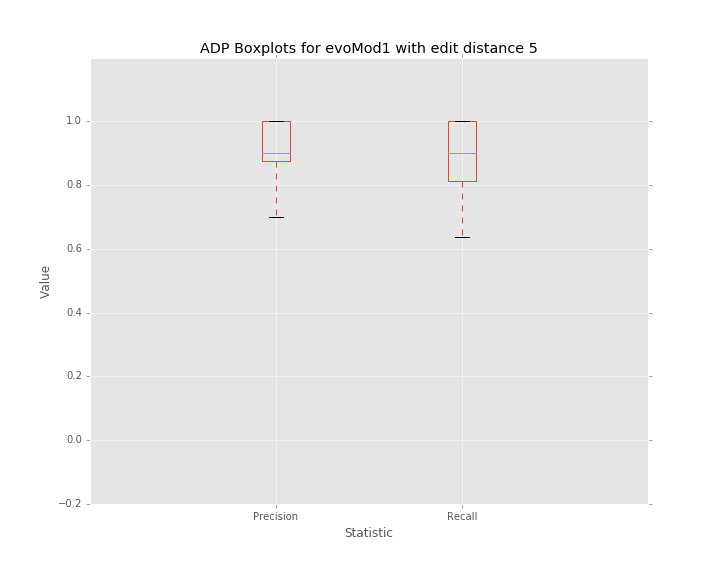 ADP Boxplots for evoMod1 with edit distance 5
1.0
0.8
0.6
0.4
0.2
0.0
−0.2
Value
Precision Recall
Statistic